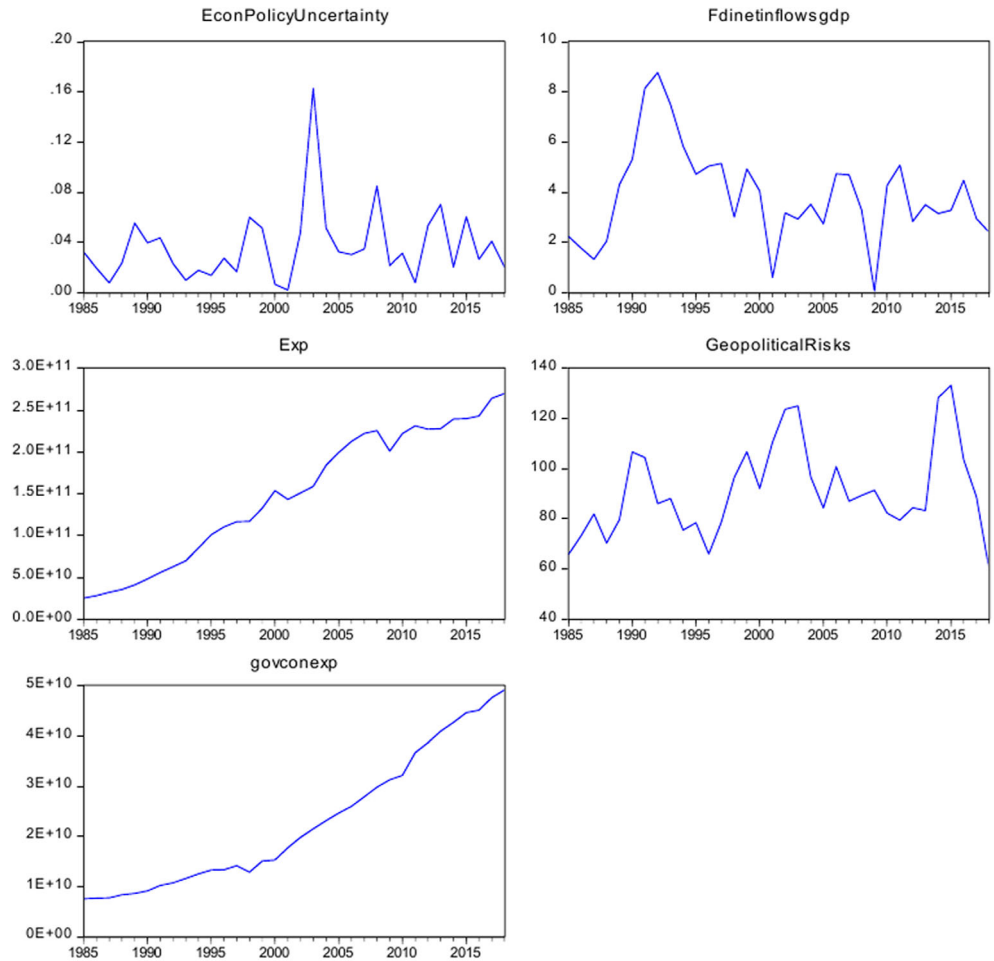 EconPolicyUncertainty
.20
.16
.12
.08
.04
.00
1985 1990 1995 2000 2005 2010 2015
Fdinetinflowsgdp
10
8
6
4
2
0
1985 1990 1995 2000 2005 2010 2015
Exp
3.0E+11
2.5E+11
2.0E+11
1.5E+11
1.0E+11
5.0E+10
0.0E+00
1985 1990 1995 2000 2005 2010 2015
GeopoliticalRisks
140
120
100
80
60
40
1985 1990 1995 2000 2005 2010 2015
govconexp
5E+10
4E+10
3E+10
2E+10
1E+10
0E+00
1985 1990 1995 2000 2005 2010 2015